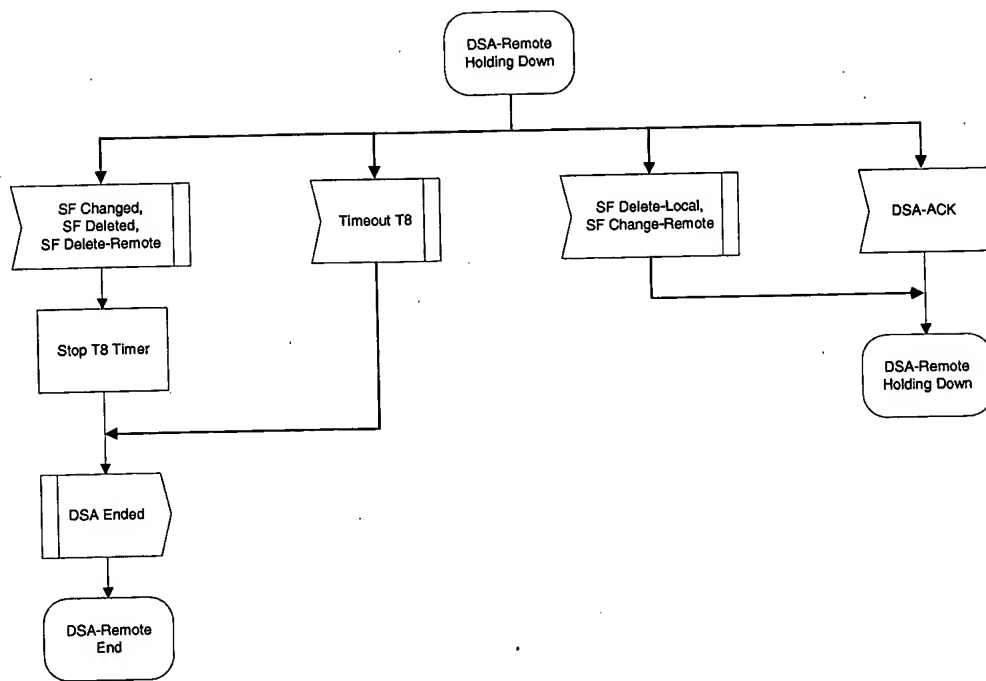 DSA-Remote
Holding Down
SF Changed,
SF Deleted,
SF Delete-Remote
Timeout T8
SF Delete-Local,
SF Change-Remote
DSA-ACK
Stop T8 Timer
DSA-Remote
Holding Down
DSA Ended
DSA-Remote
End